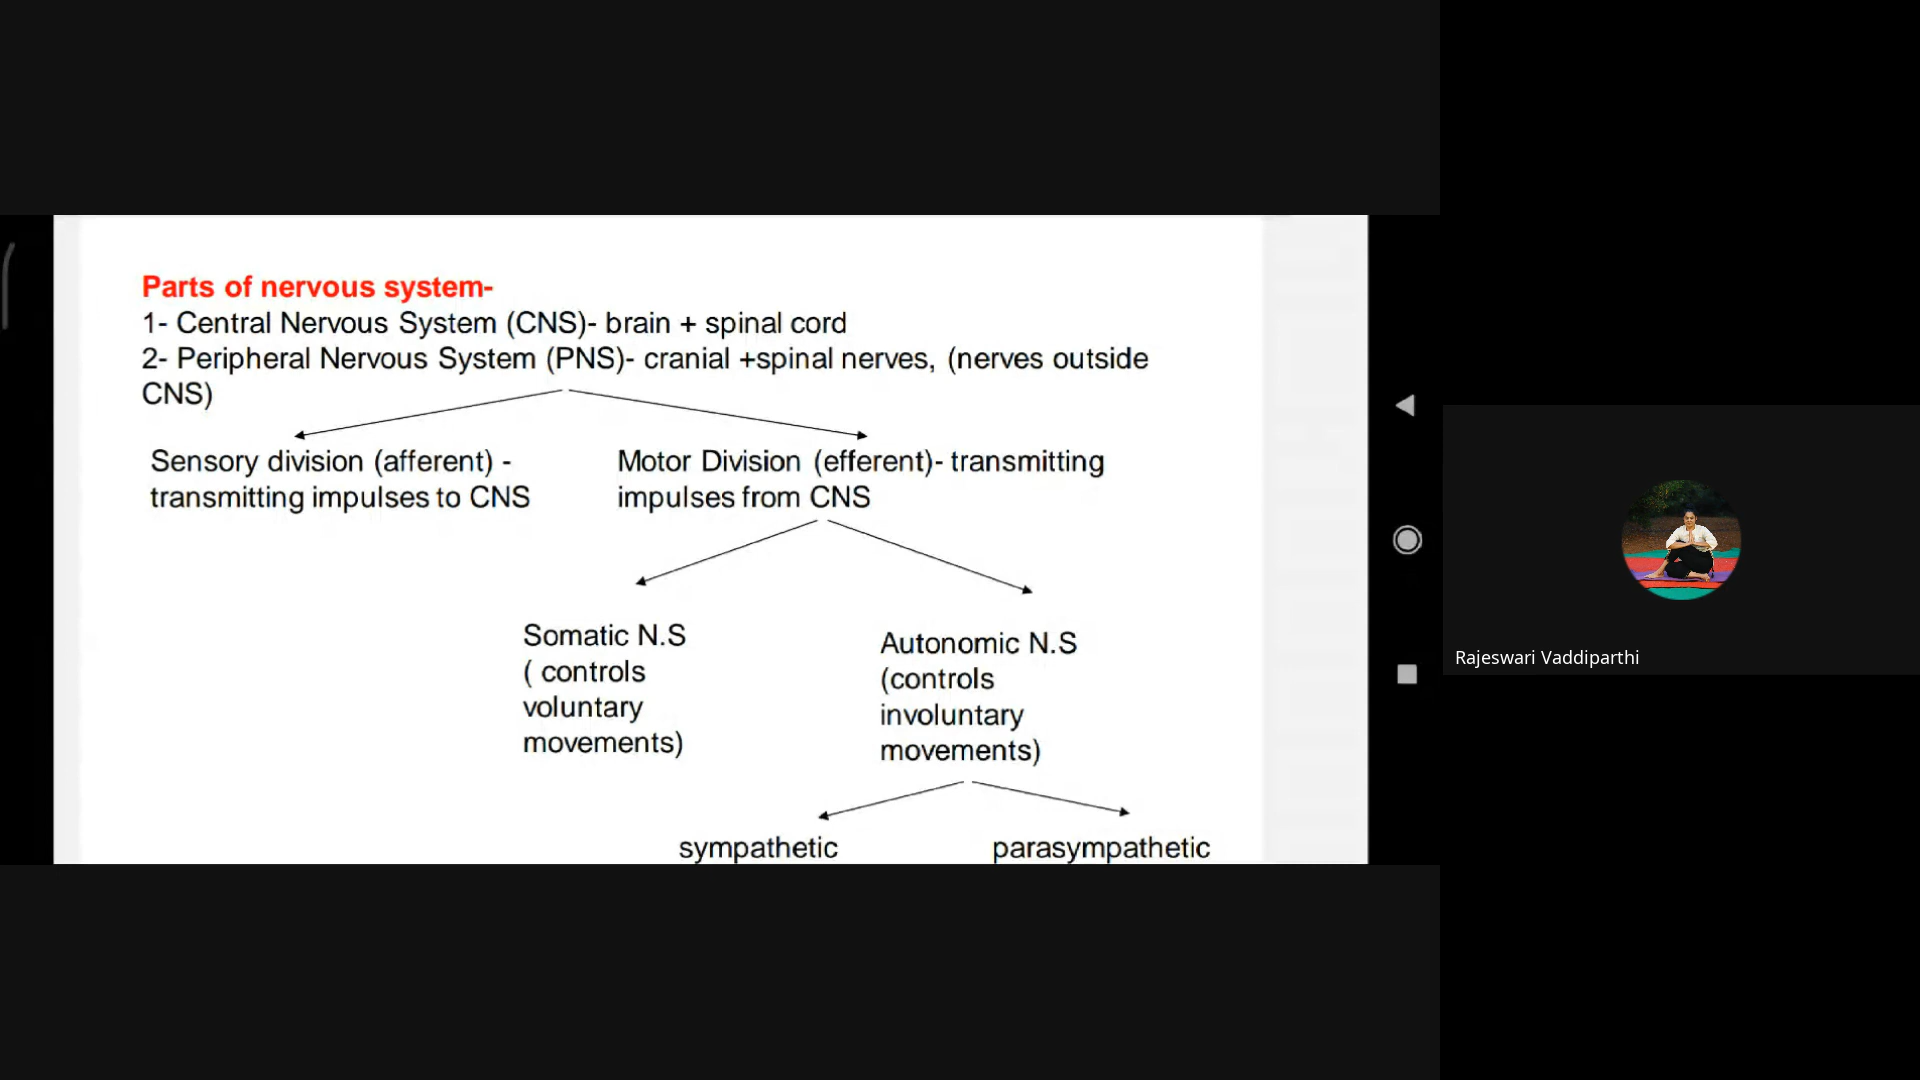 Parts of nervous system-
1- Central Nervous System (CNS)- brain + spinal cord
2- Peripheral Nervous System (PNS)- cranial +spinal nerves, (nerves outside
CNS)
Sensory division (afferent) -
transmitting impulses to CNS
Motor Division (efferent)- transmitting
impulses from CNS
Somatic N.S
( controls
voluntary
movements)
Autonomic N.S
(controls
involuntary
movements)
sympathetic
parasympathetic
Rajeswari Vaddiparthi